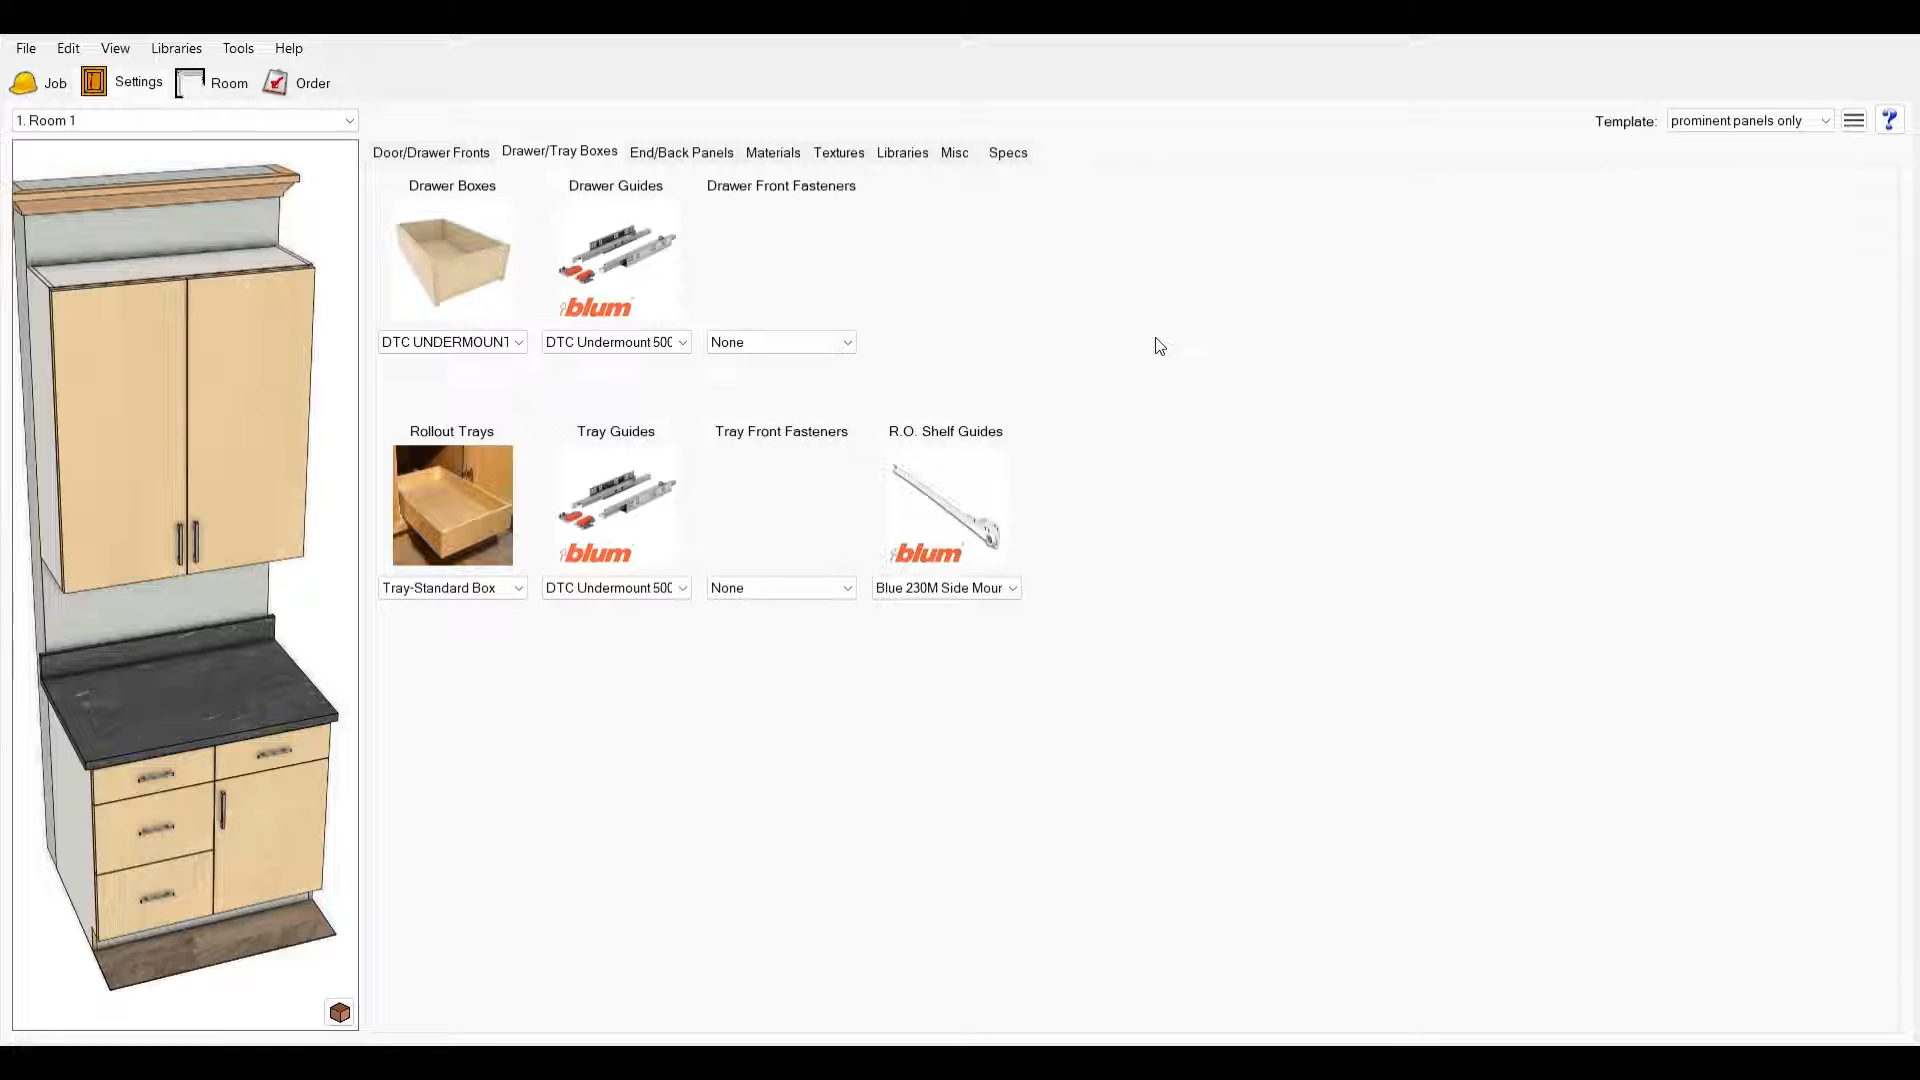 File Edit View Libraries Tools Help
Job Settings Room Order
1. Room 1
Template: prominent panels only
Door/Drawer Fronts Drawer/Tray Boxes End/Back Panels Materials Textures Libraries Misc Specs
Drawer Boxes Drawer Guides Drawer Front Fasteners
blum
DTC UNDERMOUNT DTC Undermount 500 None
Rollout Trays Tray Guides Tray Front Fasteners R.O. Shelf Guides
blum blum
Tray-Standard Box DTC Undermount 500 None Blue 230M Side Mour